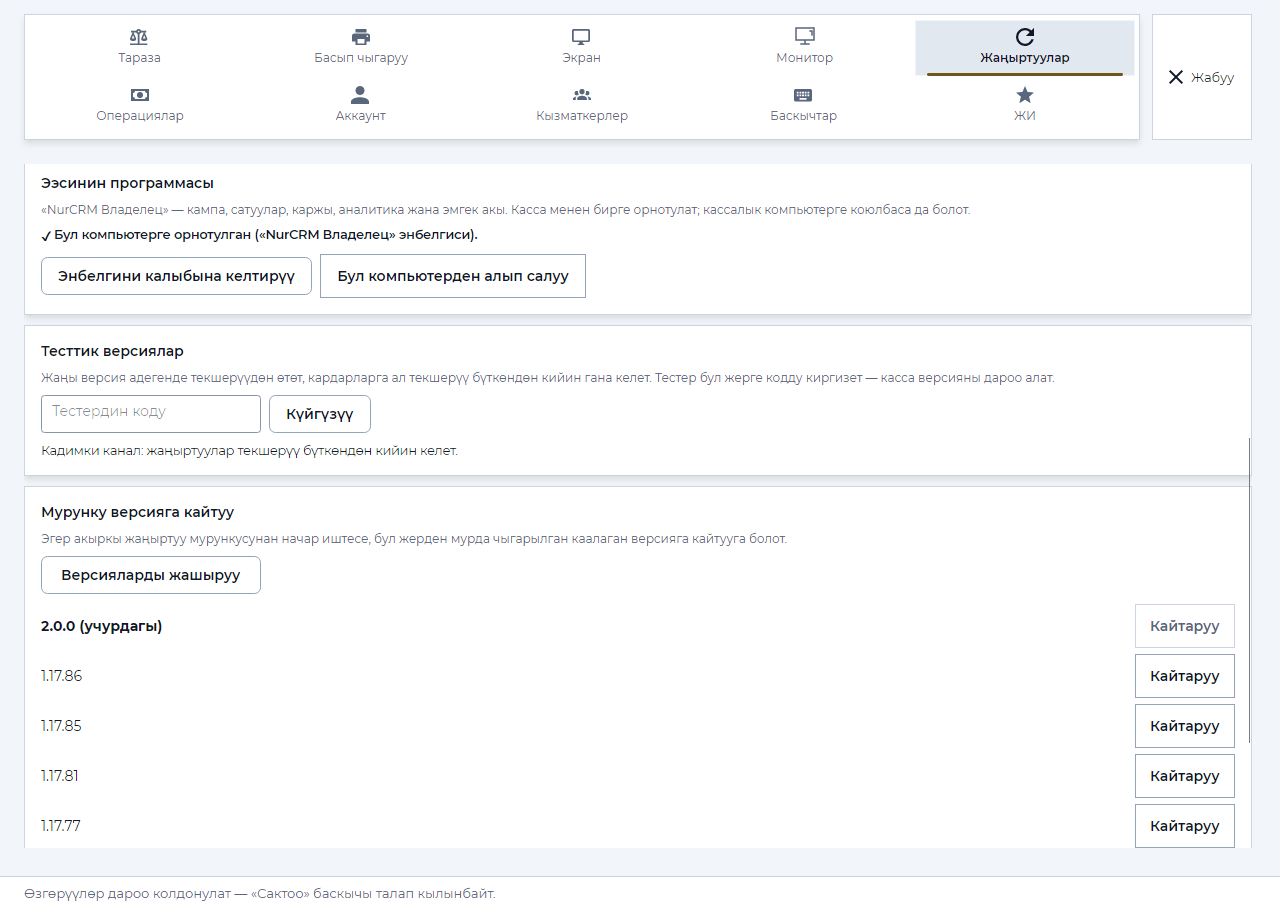 Тараза
Басып чыгаруу
Экран
Монитор
Жаңыртуулар
Операциялар
Аккаунт
Кызматкерлер
Баскычтар
ЖИ
Жабуу
Ээсинин программасы
«NurCRM Владелец» — кампа, сатуулар, каржы, аналитика жана эмгек акы. Касса менен бирге орнотулат; кассалык компьютерге коюлбаса да болот.
✓ Бул компьютерге орнотулган («NurCRM Владелец» энбелгиси).
Энбелгини калыбына келтирүү
Бул компьютерден алып салуу
Тесттик версиялар
Жаңы версия адегенде текшерүүдөн өтөт, кардарларга ал текшерүү бүткөндөн кийин гана келет. Тестер бул жерге кодду киргизет — касса версияны дароо алат.
Тестердин коду
Күйгүзүү
Кадимки канал: жаңыртуулар текшерүү бүткөндөн кийин келет.
Мурунку версияга кайтуу
Эгер акыркы жаңыртуу мурункусунан начар иштесе, бул жерден мурда чыгарылган каалаган версияга кайтууга болот.
Версияларды жашыруу
2.0.0 (учурдагы)
Кайтаруу
1.17.86
Кайтаруу
1.17.85
Кайтаруу
1.17.81
Кайтаруу
1.17.77
Кайтаруу
Өзгөрүүлөр дароо колдонулат — «Сактоо» баскычы талап кылынбайт.